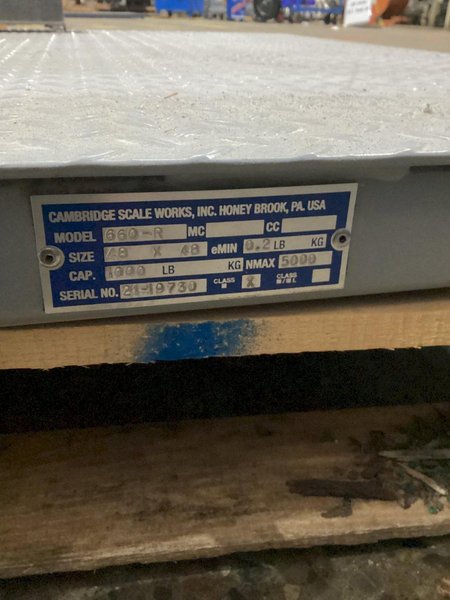 CAMBRIDGE SCALE WORKS, INC. HONEY BROOK, PA. USA
MODEL 660-R MC CC
SIZE 48 X 48 eMIN 0.2 LB KG
CAP. 1000 LB KG NMAX 5000
SERIAL NO. 21-19730 CLASS III X CLASS III/III L